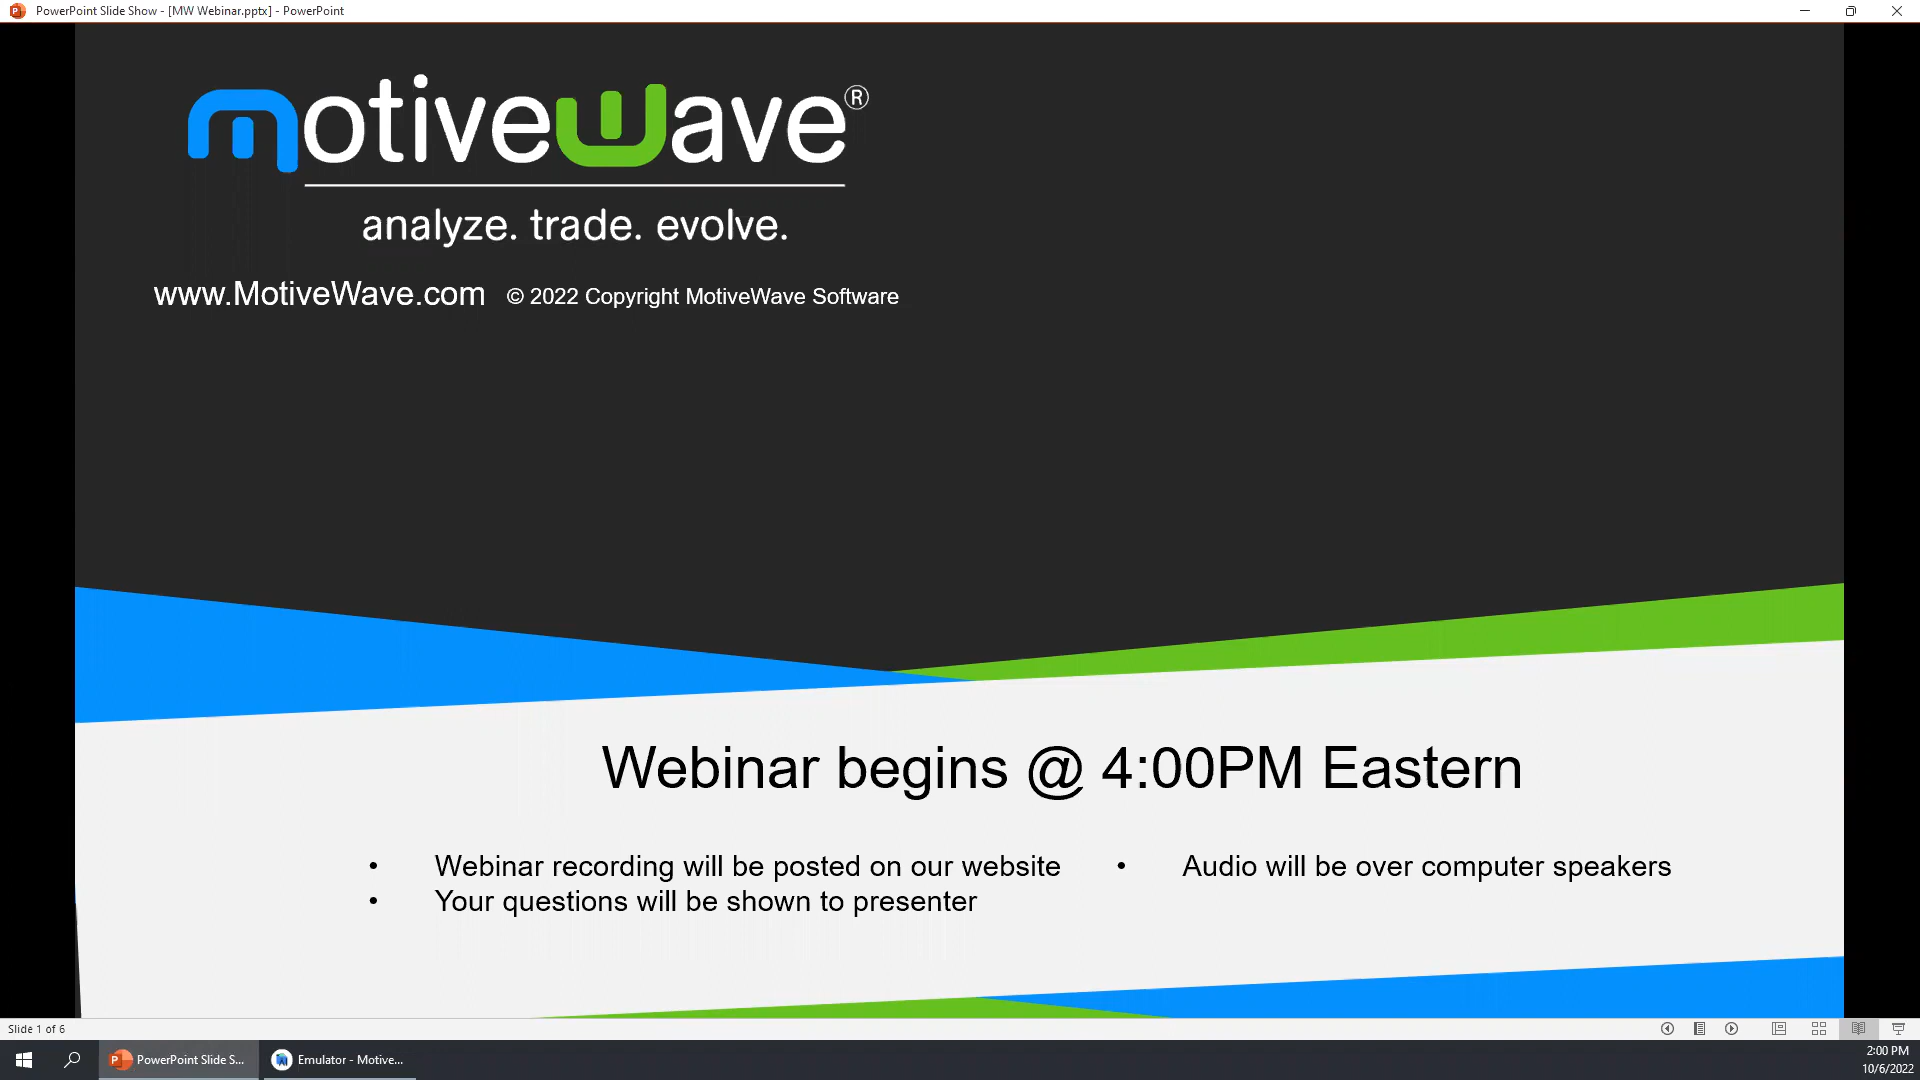 PowerPoint Slide Show - [MW Webinar.pptx] - PowerPoint
motivewave®
analyze. trade. evolve.
www.MotiveWave.com © 2022 Copyright MotiveWave Software
Webinar begins @ 4:00PM Eastern
• Webinar recording will be posted on our website
• Your questions will be shown to presenter
• Audio will be over computer speakers
Slide 1 of 6
PowerPoint Slide S...
Emulator - Motive...
2:00 PM
10/6/2022